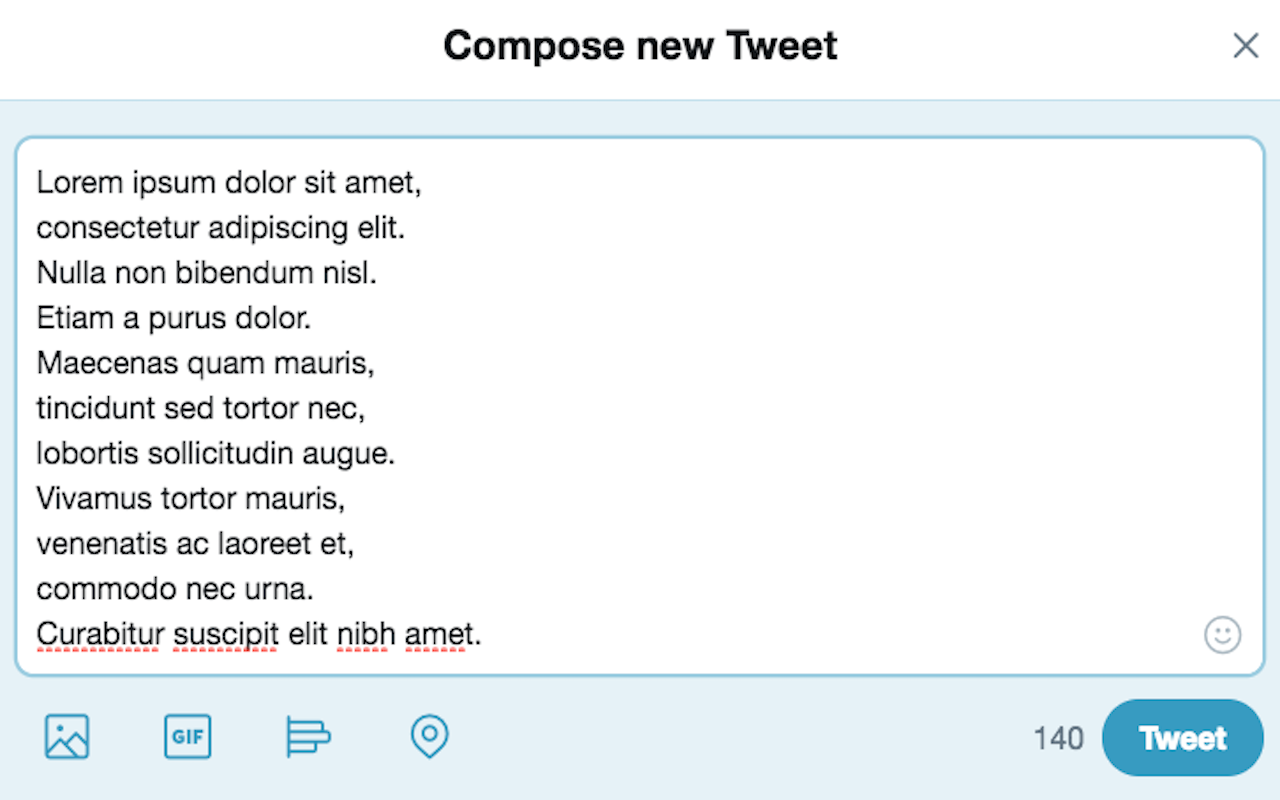 Compose new Tweet
Lorem ipsum dolor sit amet,
consectetur adipiscing elit.
Nulla non bibendum nisl.
Etiam a purus dolor.
Maecenas quam mauris,
tincidunt sed tortor nec,
lobortis sollicitudin augue.
Vivamus tortor mauris,
venenatis ac laoreet et,
commodo nec urna.
Curabitur suscipit elit nibh amet.
GIF
140
Tweet